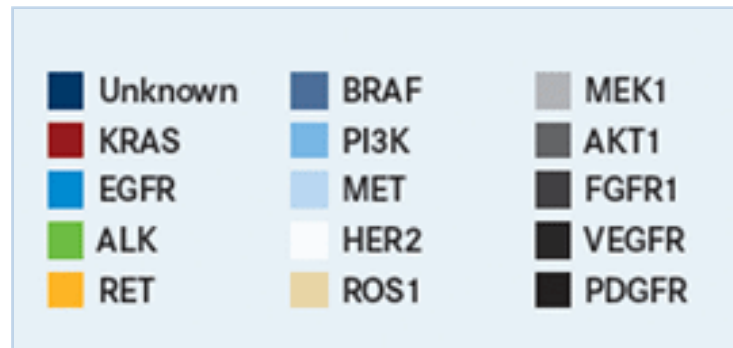 Unknown
KRAS
EGFR
ALK
RET
BRAF
PI3K
MET
HER2
ROS1
MEK1
AKT1
FGFR1
VEGFR
PDGFR